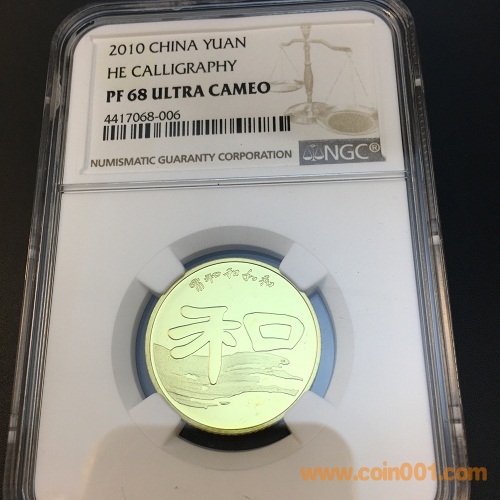 2010 CHINA YUAN
HE CALLIGRAPHY
PF 68 ULTRA CAMEO
4417068-006
NUMISMATIC GUARANTY CORPORATION NGC®
和
www.coin001.com